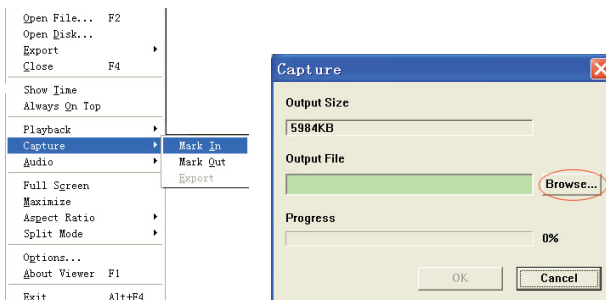 Open File... F2
Open Disk...
Export
Close F4
Show Time
Always On Top
Playback
Capture
Audio
Full Screen
Maximize
Aspect Ratio
Split Mode
Options...
About Viewer F1
Exit Alt+F4
Mark In
Mark Out
Export
Capture
Output Size
5984KB
Output File
Browse...
Progress
0%
OK Cancel